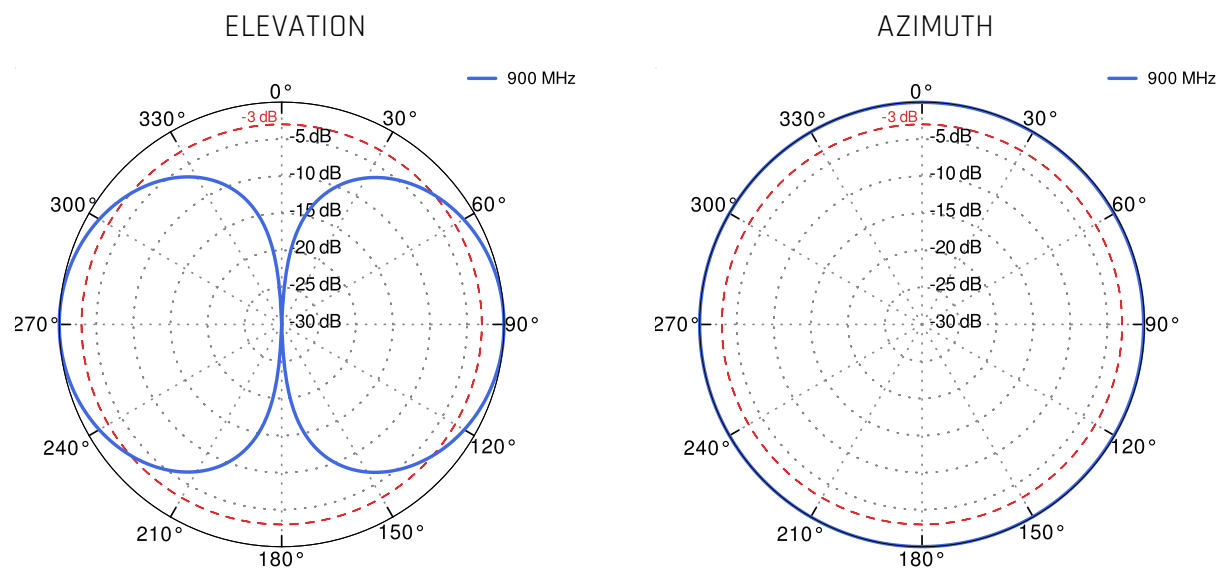 ELEVATION
900 MHz
0°
330°
-3 dB
30°
-5 dB
-10 dB
300°
-15 dB
60°
-20 dB
-25 dB
270°
-30 dB
90°
240°
120°
210°
150°
180°
AZIMUTH
900 MHz
0°
330°
-3 dB
30°
-5 dB
-10 dB
300°
-15 dB
60°
-20 dB
-25 dB
270°
-30 dB
90°
240°
120°
210°
150°
180°